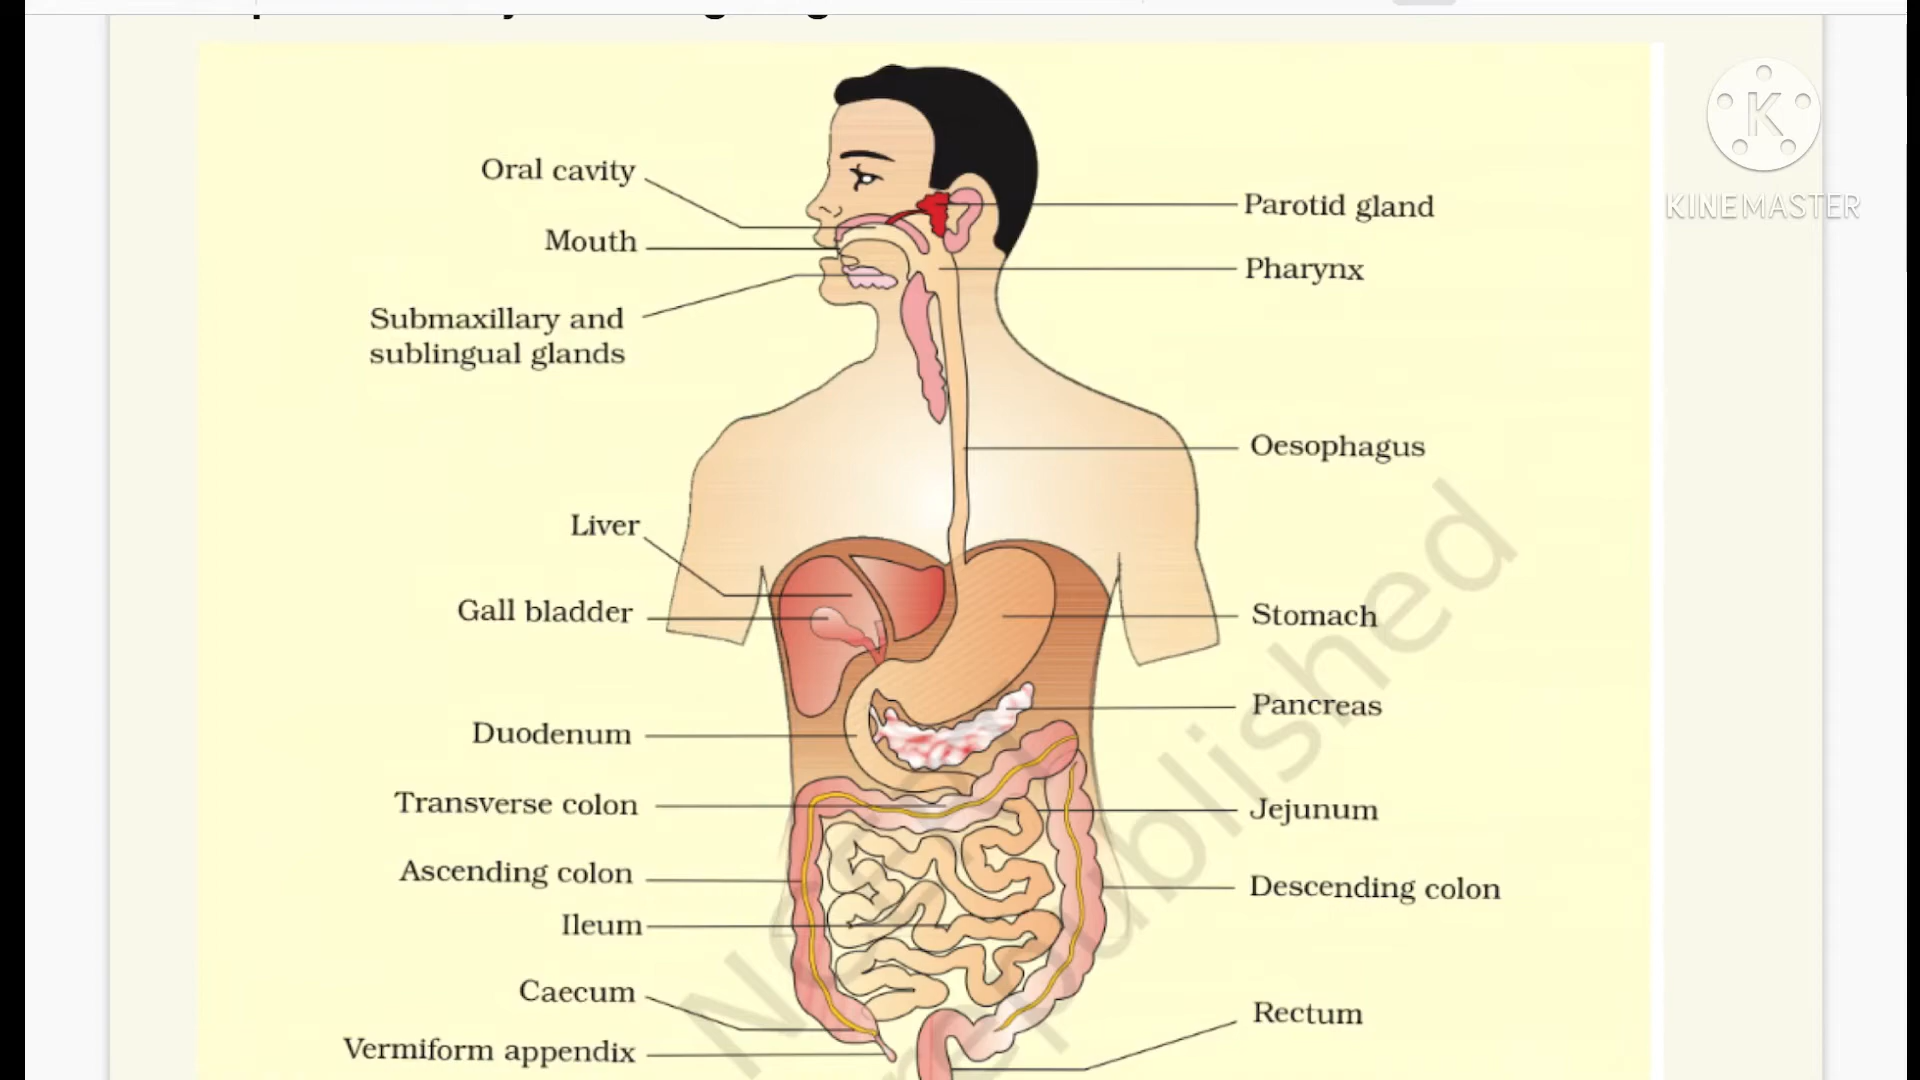 Oral cavity
Mouth
Submaxillary and
sublingual glands
Liver
Gall bladder
Duodenum
Transverse colon
Ascending colon
Ileum
Caecum
Vermiform appendix
Parotid gland
Pharynx
Oesophagus
Stomach
Pancreas
Jejunum
Descending colon
Rectum
K
KINEMASTER
republished